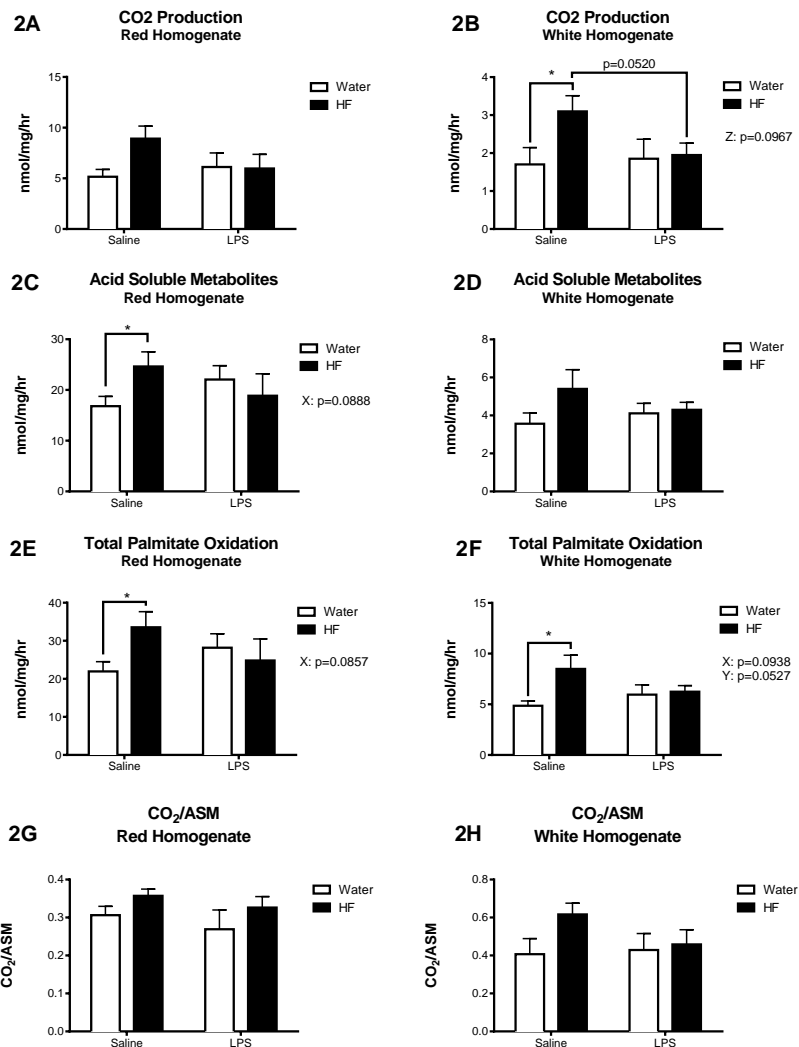 2A
CO2 Production
Red Homogenate
nmol/mg/hr
15
10
5
0
Saline
LPS
Water
HF
2B
CO2 Production
White Homogenate
nmol/mg/hr
4
3
2
1
0
*
p=0.0520
Saline
LPS
Water
HF
Z: p=0.0967
2C
Acid Soluble Metabolites
Red Homogenate
nmol/mg/hr
30
20
10
0
*
Saline
LPS
Water
HF
X: p=0.0888
2D
Acid Soluble Metabolites
White Homogenate
nmol/mg/hr
8
6
4
2
0
Saline
LPS
Water
HF
2E
Total Palmitate Oxidation
Red Homogenate
nmol/mg/hr
40
30
20
10
0
*
Saline
LPS
Water
HF
X: p=0.0857
2F
Total Palmitate Oxidation
White Homogenate
nmol/mg/hr
15
10
5
0
*
Saline
LPS
Water
HF
X: p=0.0938
Y: p=0.0527
2G
CO₂/ASM
Red Homogenate
CO₂/ASM
0.4
0.3
0.2
0.1
0.0
Saline
LPS
Water
HF
2H
CO₂/ASM
White Homogenate
CO₂/ASM
0.8
0.6
0.4
0.2
0.0
Saline
LPS
Water
HF